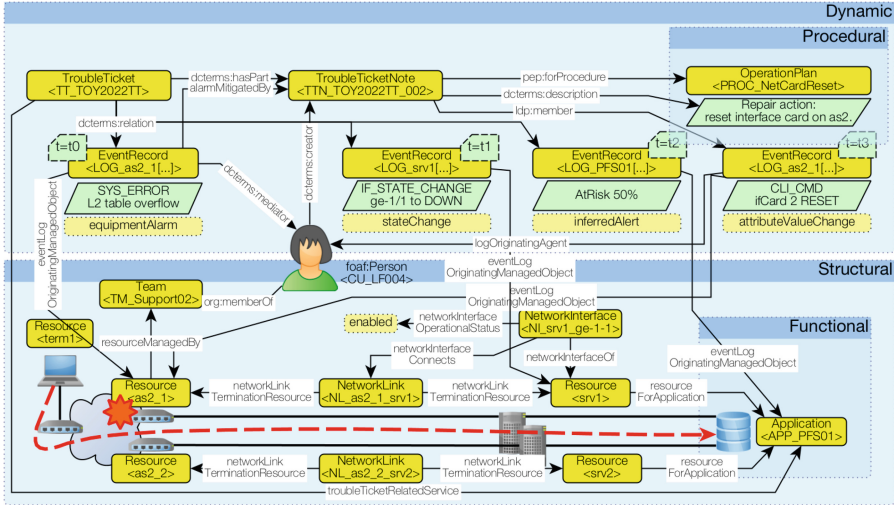 Dynamic
Procedural
TroubleTicket
<TT_TOY2022TT>
dcterms:hasPart
alarmMitigatedBy
TroubleTicketNote
<TTN_TOY2022TT_002>
pep:forProcedure
OperationPlan
<PROC_NetCardReset>
dcterms:description
ldp:member
Repair action:
reset interface card on as2.
dcterms:relation
dcterms:creator
t=t0
t=t1
t=t2
t=t3
EventRecord
<LOG_as2_1[...]>
EventRecord
<LOG_srv1[...]>
EventRecord
<LOG_PFS01[...]>
EventRecord
<LOG_as2_1[...]>
SYS_ERROR
L2 table overflow
dcterms:mediator
IF_STATE_CHANGE
ge-1/1 to DOWN
AtRisk 50%
CLI_CMD
ifCard 2 RESET
equipmentAlarm
stateChange
inferredAlert
attributeValueChange
logOriginatingAgent
eventLog
OriginatingManagedObject
foaf:Person
<CU_LF004>
eventLog
OriginatingManagedObject
Structural
Team
<TM_Support02>
org:memberOf
eventLog
OriginatingManagedObject
Resource
<term1>
resourceManagedBy
enabled
networkInterface
OperationalStatus
NetworkInterface
<NI_srv1_ge-1-1>
Functional
networkInterface
Connects
networkInterfaceOf
eventLog
OriginatingManagedObject
Resource
<as2_1>
networkLink
TerminationResource
NetworkLink
<NL_as2_1_srv1>
networkLink
TerminationResource
Resource
<srv1>
resource
ForApplication
Application
<APP_PFS01>
Resource
<as2_2>
networkLink
TerminationResource
NetworkLink
<NL_as2_2_srv2>
networkLink
TerminationResource
Resource
<srv2>
resource
ForApplication
troubleTicketRelatedService